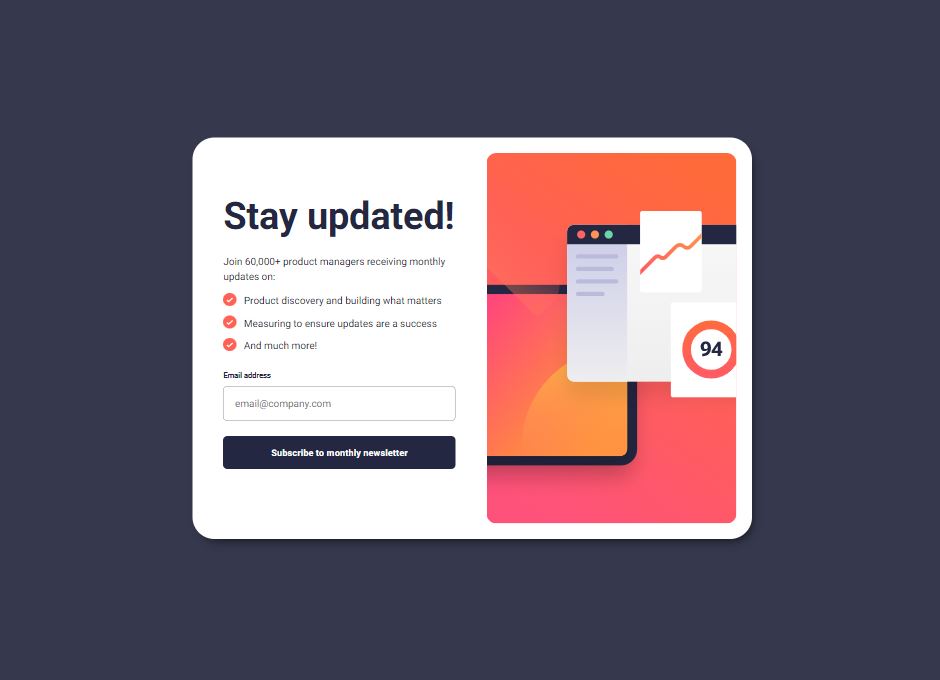 Stay updated!
Join 60,000+ product managers receiving monthly
updates on:
Product discovery and building what matters
Measuring to ensure updates are a success
And much more!
Email address
email@company.com
Subscribe to monthly newsletter
94